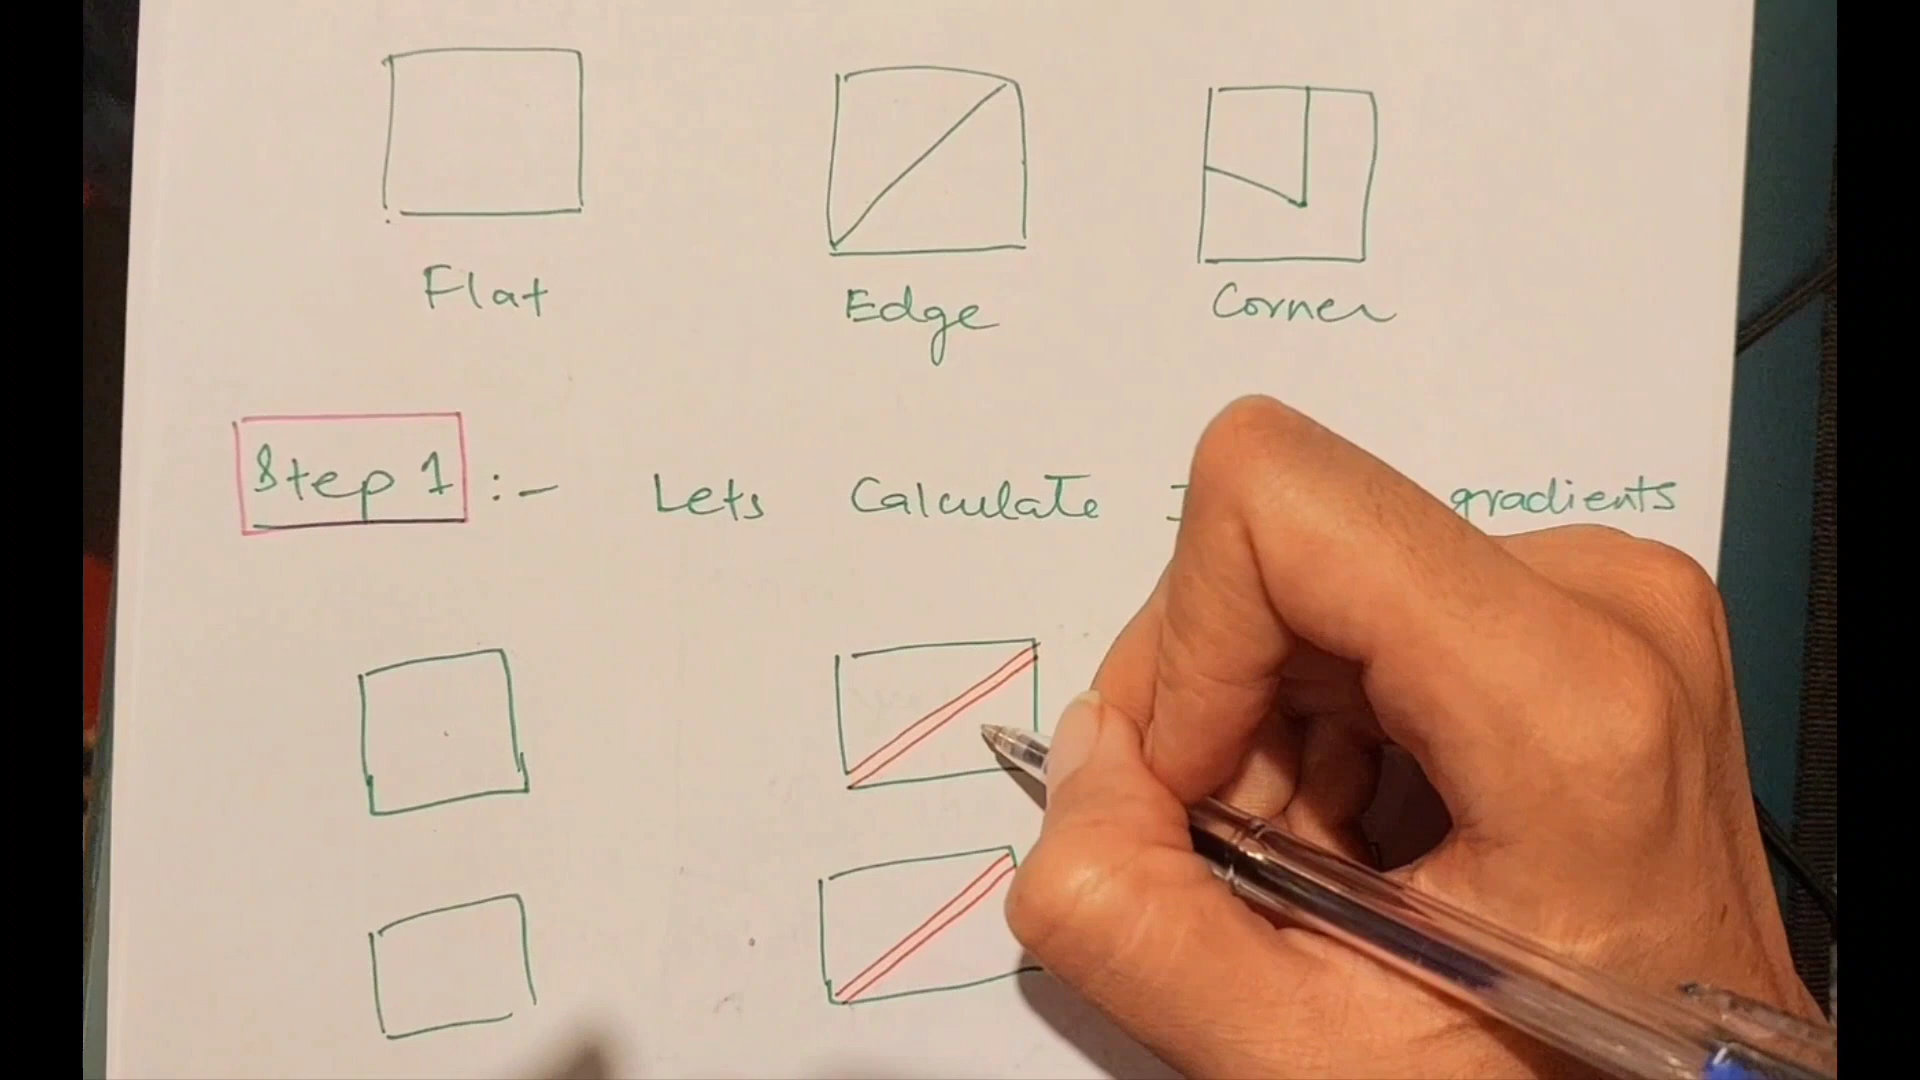 Flat Edge Corner
Step 1 :- Lets Calculate gradients